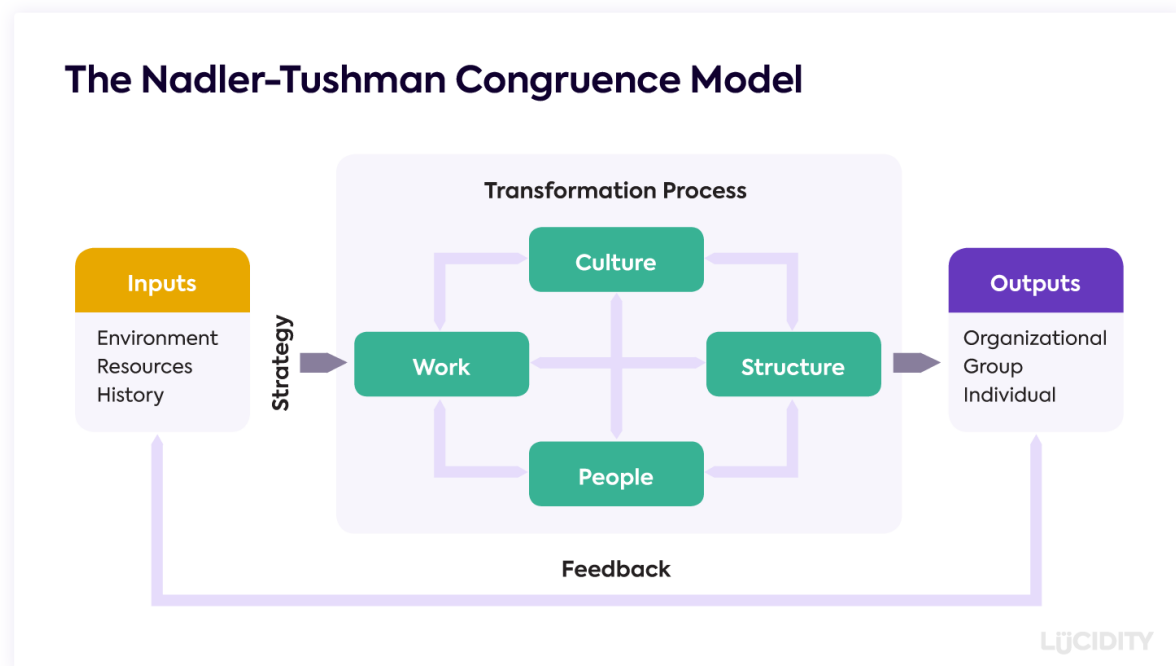 The Nadler-Tushman Congruence Model
Transformation Process
Culture
Inputs
Environment
Resources
History
Strategy
Work
Structure
People
Outputs
Organizational
Group
Individual
Feedback
LÜCIDITY